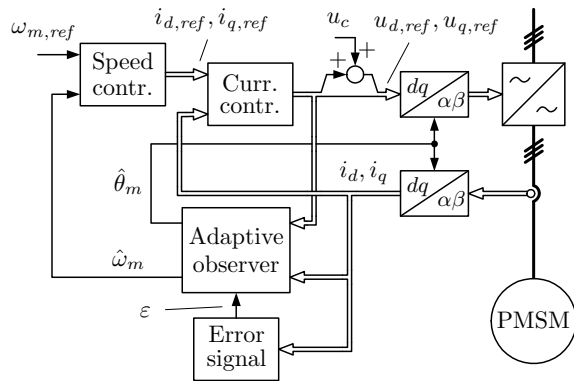 ω_{m,ref}
i_{d,ref}, i_{q,ref}
u_c
u_{d,ref}, u_{q,ref}
+
+
Speed
contr.
Curr.
contr.
dq
αβ
~
~
θ̂_m
i_d, i_q
dq
αβ
Adaptive
observer
ω̂_m
ε
Error
signal
PMSM